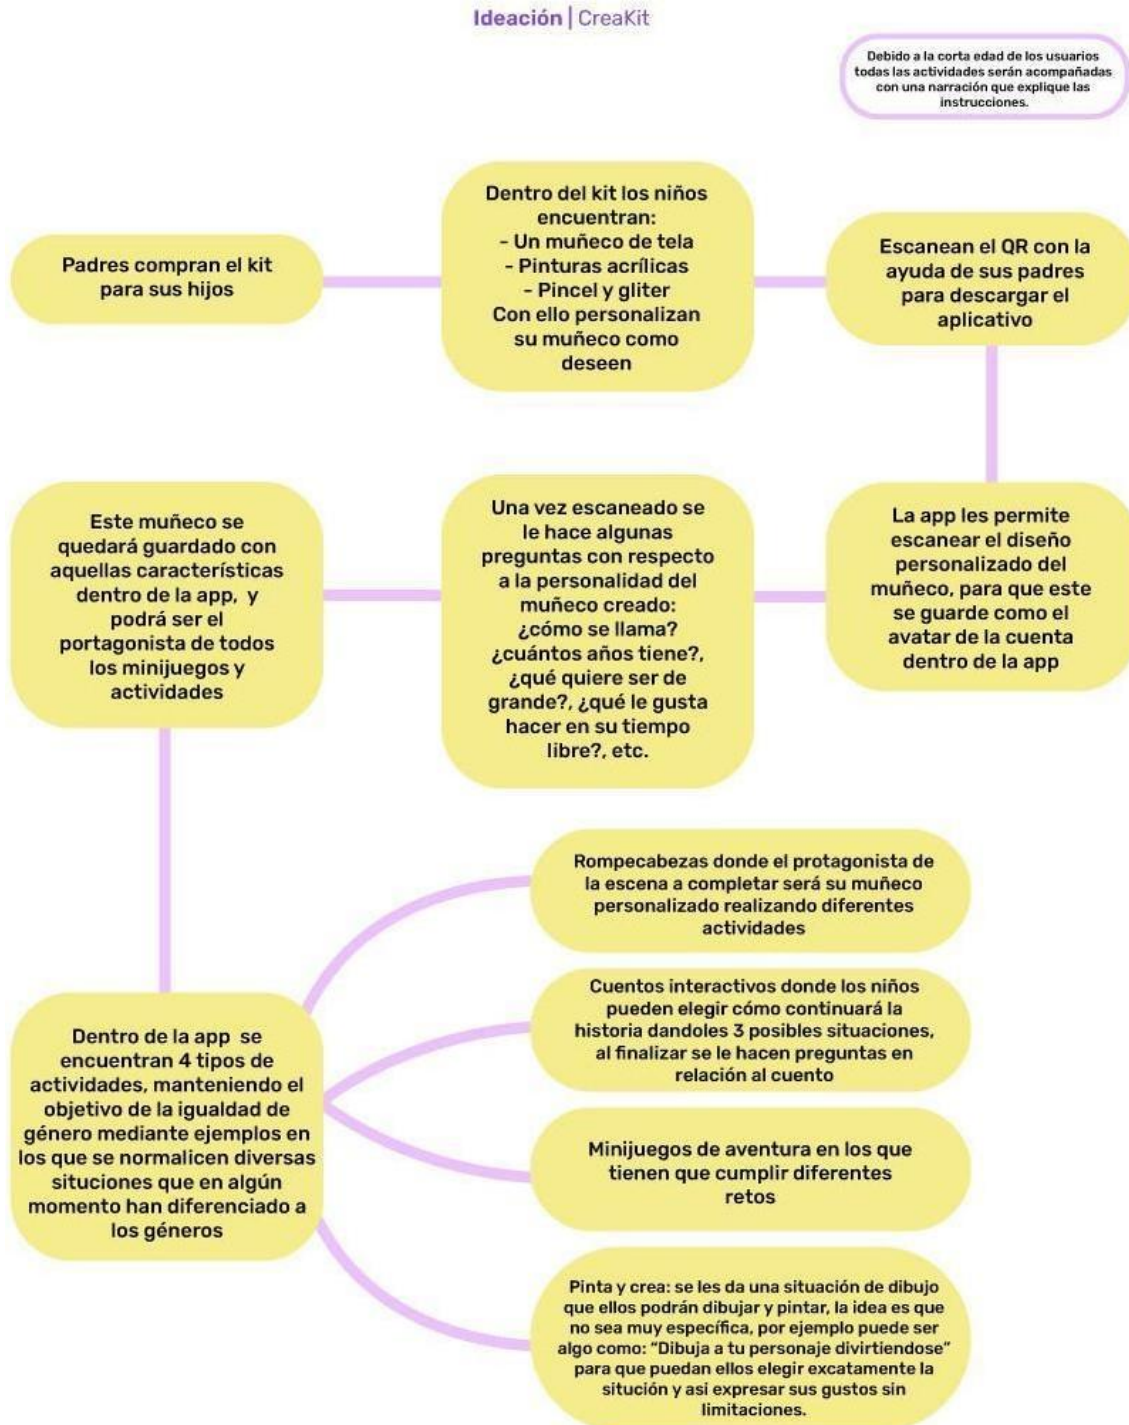 Ideación | CreaKit
Debido a la corta edad de los usuarios
todas las actividades serán acompañadas
con una narración que explique las
instrucciones.
Padres compran el kit
para sus hijos
Dentro del kit los niños
encuentran:
- Un muñeco de tela
- Pinturas acrílicas
- Pincel y gliter
Con ello personalizan
su muñeco como
deseen
Escanean el QR con la
ayuda de sus padres
para descargar el
aplicativo
La app les permite
escanear el diseño
personalizado del
muñeco, para que este
se guarde como el
avatar de la cuenta
dentro de la app
Una vez escaneado se
le hace algunas
preguntas con respecto
a la personalidad del
muñeco creado:
¿cómo se llama?
¿cuántos años tiene?,
¿qué quiere ser de
grande?, ¿qué le gusta
hacer en su tiempo
libre?, etc.
Este muñeco se
quedará guardado con
aquellas característifs
dentro de la app, y
podrá ser el
portagonista de todos
los minijuegos y
actividades
Dentro de la app se
encuentran 4 tipos de
actividades, manteniendo el
objetivo de la igualdad de
género mediante ejemplos en
los que se normalicen diversas
situciones que en algún
momento han diferenciado a
los géneros
Rompecabezas donde el protagonista de
la escena a completar será su muñeco
personalizado realizando diferentes
actividades
Cuentos interactivos donde los niños
pueden elegir cómo continuará la
historia dandoles 3 posibles situaciones,
al finalizar se le hacen preguntas en
relación al cuento
Minijuegos de aventura en los que
tienen que cumplir diferentes
retos
Pinta y crea: se les da una situación de dibujo
que ellos podrán dibujar y pintar, la idea es que
no sea muy específica, por ejemplo puede ser
algo como: “Dibuja a tu personaje divirtiendose”
para que puedan ellos elegir excatamente la
situción y asi expresar sus gustos sin
limitaciones.